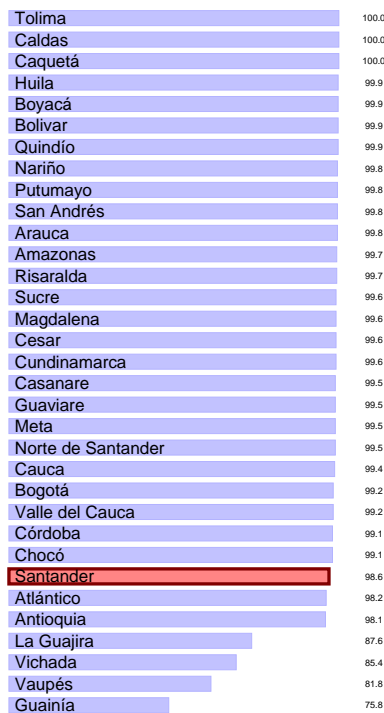 Tolima 100.0
Caldas 100.0
Caquetá 100.0
Huila 99.9
Boyacá 99.9
Bolivar 99.9
Quindío 99.9
Nariño 99.8
Putumayo 99.8
San Andrés 99.8
Arauca 99.8
Amazonas 99.7
Risaralda 99.7
Sucre 99.6
Magdalena 99.6
Cesar 99.6
Cundinamarca 99.6
Casanare 99.5
Guaviare 99.5
Meta 99.5
Norte de Santander 99.5
Cauca 99.4
Bogotá 99.2
Valle del Cauca 99.2
Córdoba 99.1
Chocó 99.1
Santander 98.6
Atlántico 98.2
Antioquia 98.1
La Guajira 87.6
Vichada 85.4
Vaupés 81.8
Guainía 75.8